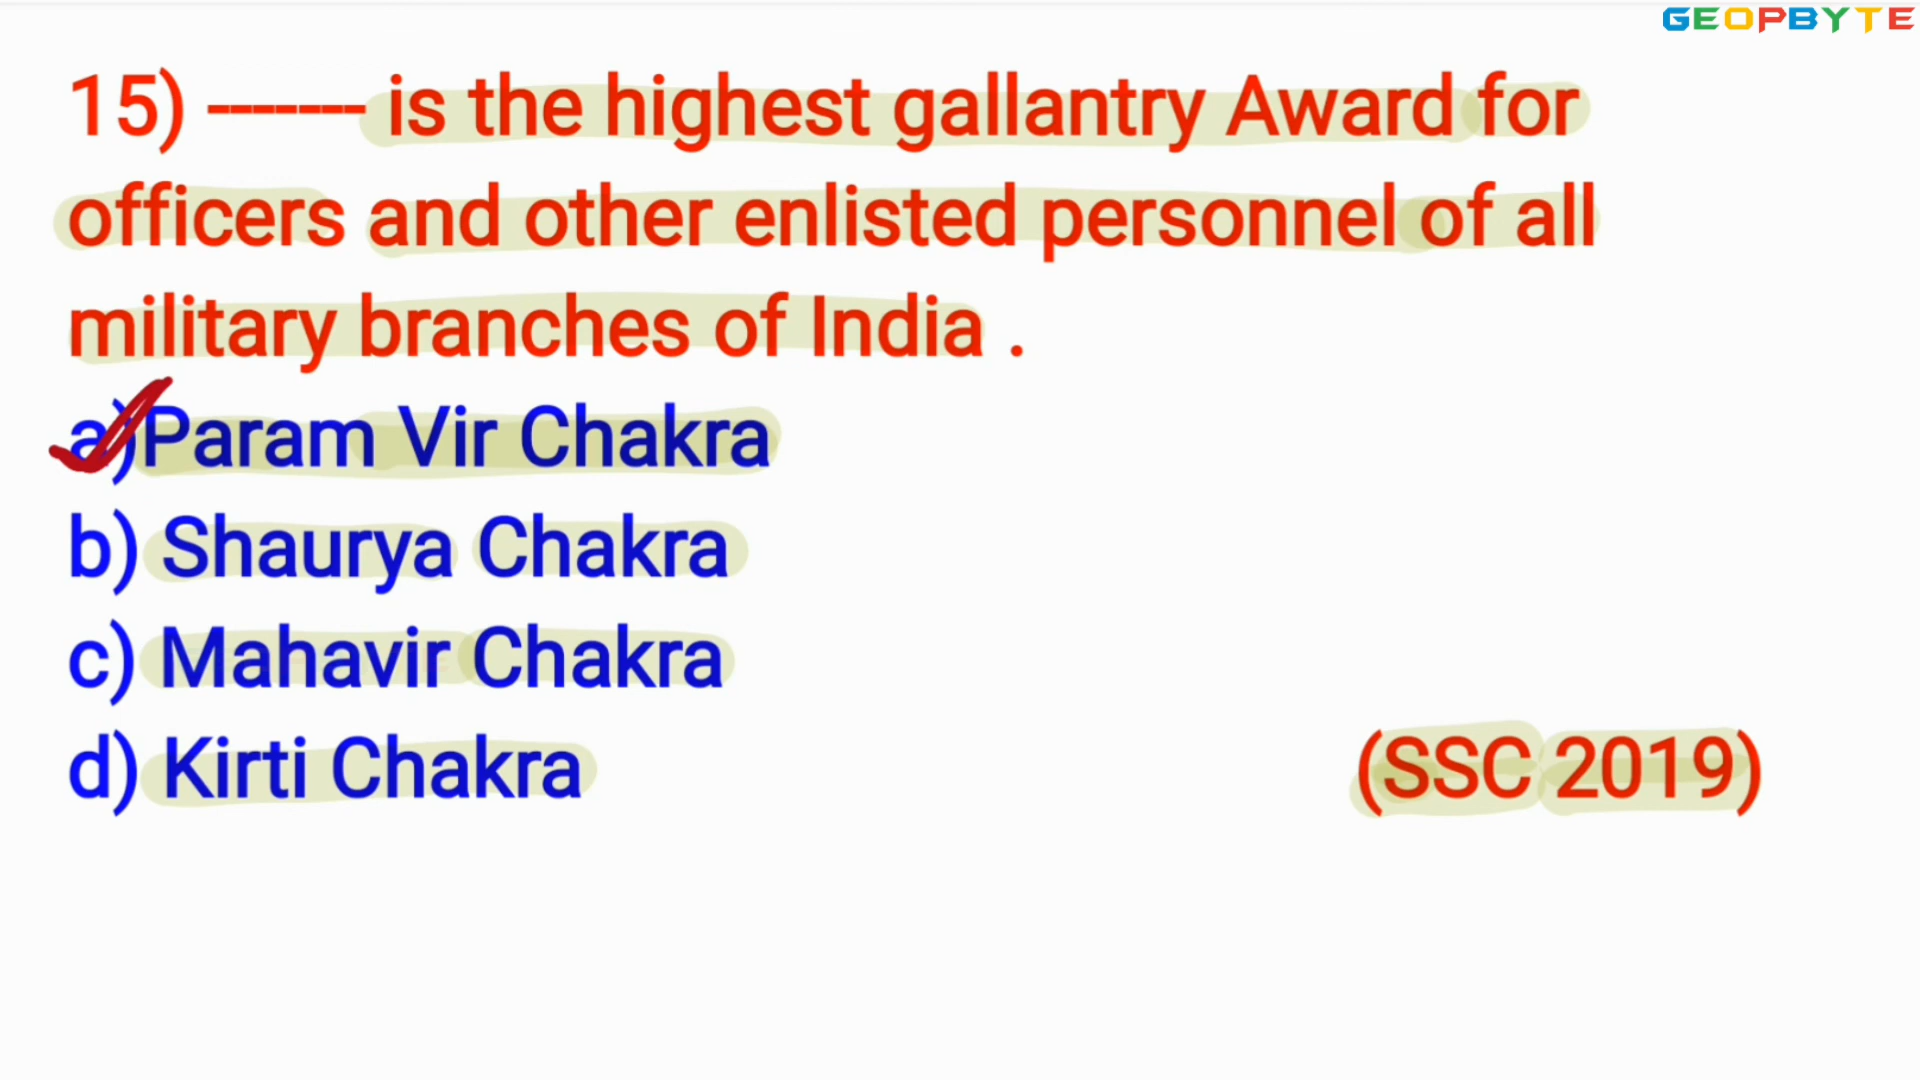 GEOPBYTE
15) ------- is the highest gallantry Award for
officers and other enlisted personnel of all
military branches of India .
a)Param Vir Chakra
b) Shaurya Chakra
c) Mahavir Chakra
d) Kirti Chakra
(SSC 2019)